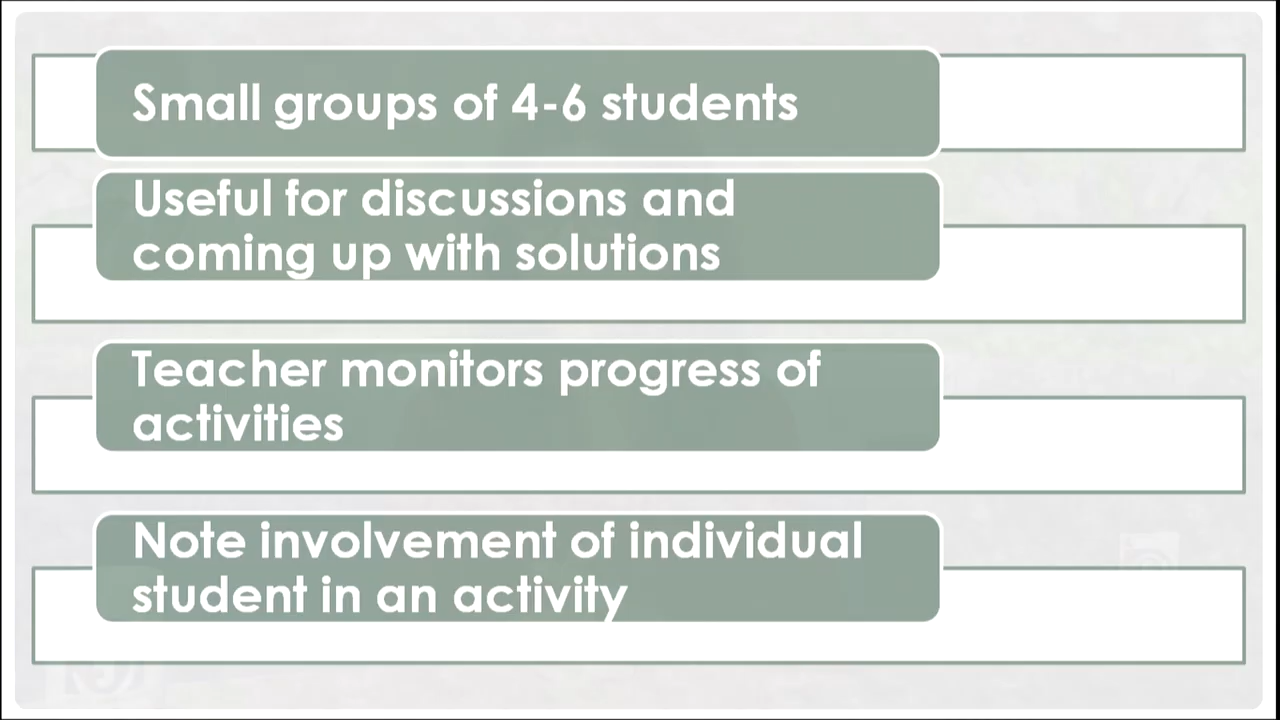 Small groups of 4-6 students
Useful for discussions and
coming up with solutions
Teacher monitors progress of
activities
Note involvement of individual
student in an activity